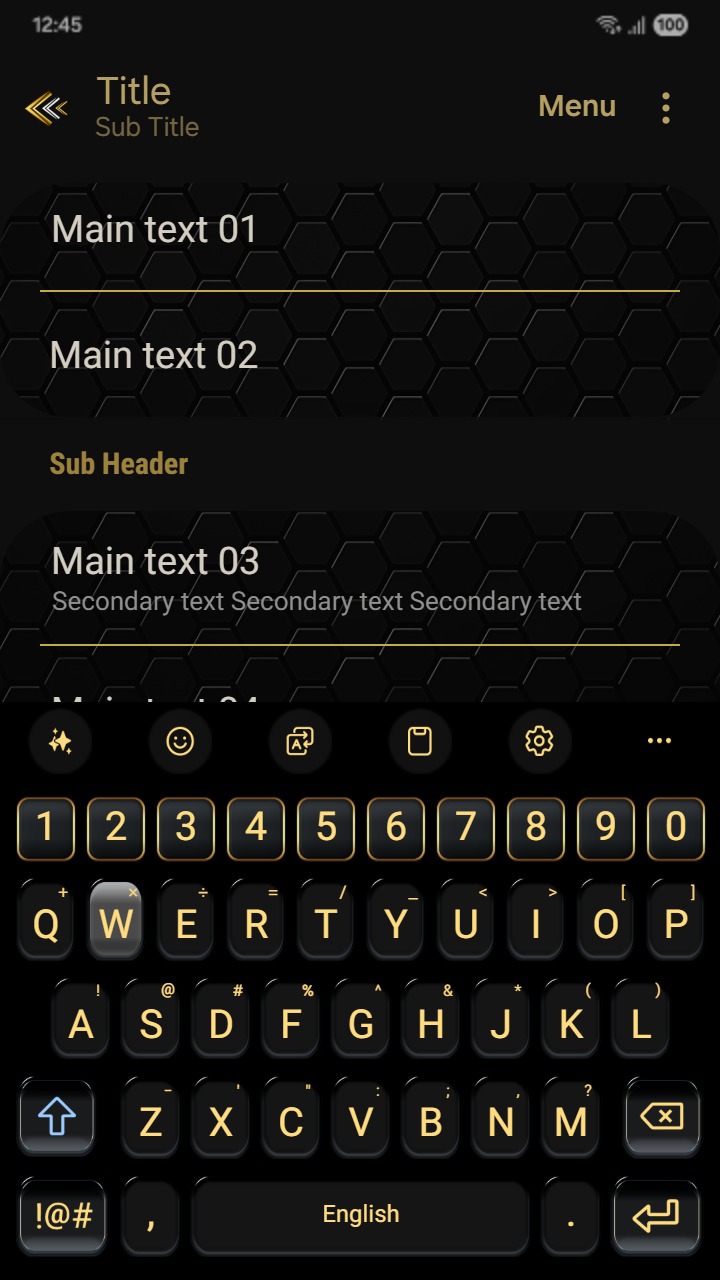 12:45
100
Title
Sub Title
Menu
Main text 01
Main text 02
Sub Header
Main text 03
Secondary text Secondary text Secondary text
1 2 3 4 5 6 7 8 9 0
+ × ÷ = / _ < > [ ]
Q W E R T Y U I O P
! @ # % ^ & * ( )
A S D F G H J K L
- ' " : ; , ?
Z X C V B N M
!@# , English .